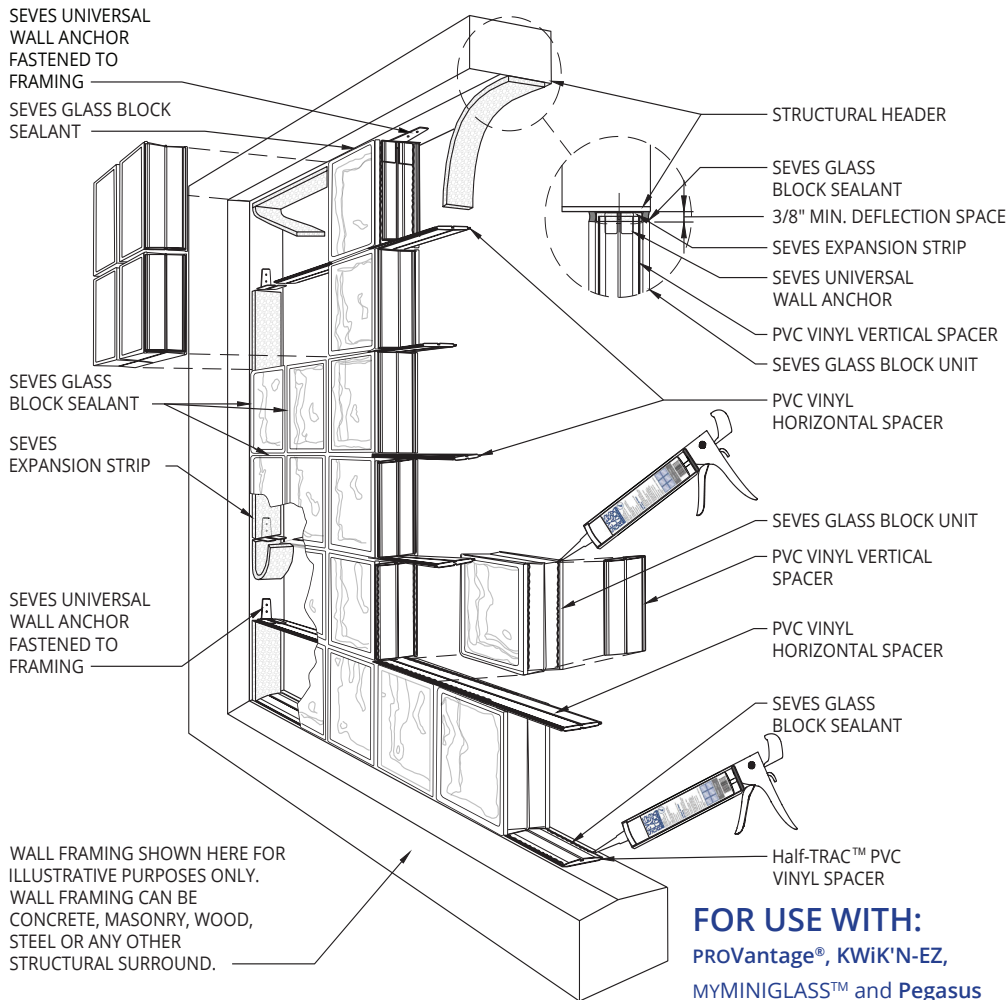 SEVES UNIVERSAL
WALL ANCHOR
FASTENED TO
FRAMING
SEVES GLASS BLOCK
SEALANT
SEVES GLASS
BLOCK SEALANT
SEVES
EXPANSION STRIP
SEVES UNIVERSAL
WALL ANCHOR
FASTENED TO
FRAMING
WALL FRAMING SHOWN HERE FOR
ILLUSTRATIVE PURPOSES ONLY.
WALL FRAMING CAN BE
CONCRETE, MASONRY, WOOD,
STEEL OR ANY OTHER
STRUCTURAL SURROUND.
STRUCTURAL HEADER
SEVES GLASS
BLOCK SEALANT
3/8" MIN. DEFLECTION SPACE
SEVES EXPANSION STRIP
SEVES UNIVERSAL
WALL ANCHOR
PVC VINYL VERTICAL SPACER
SEVES GLASS BLOCK UNIT
PVC VINYL
HORIZONTAL SPACER
SEVES GLASS BLOCK UNIT
PVC VINYL VERTICAL
SPACER
PVC VINYL
HORIZONTAL SPACER
SEVES GLASS
BLOCK SEALANT
Half-TRAC™ PVC
VINYL SPACER
FOR USE WITH:
PROVantage®, KWiK'N-EZ,
MYMINIGLASS™ and Pegasus